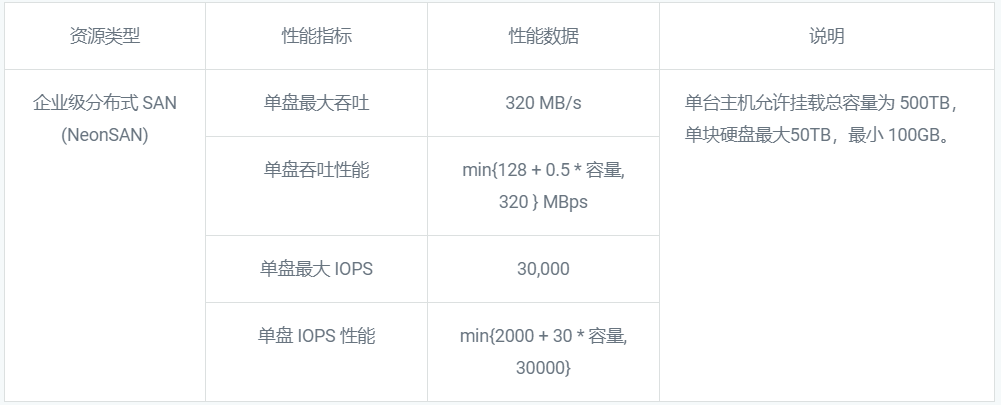 资源类型
性能指标
性能数据
说明
企业级分布式 SAN
(NeonSAN)
单盘最大吞吐
320 MB/s
单台主机允许挂载总容量为 500TB，
单块硬盘最大50TB，最小 100GB。
单盘吞吐性能
min{128 + 0.5 * 容量,
320 } MBps
单盘最大 IOPS
30,000
单盘 IOPS 性能
min{2000 + 30 * 容量,
30000}